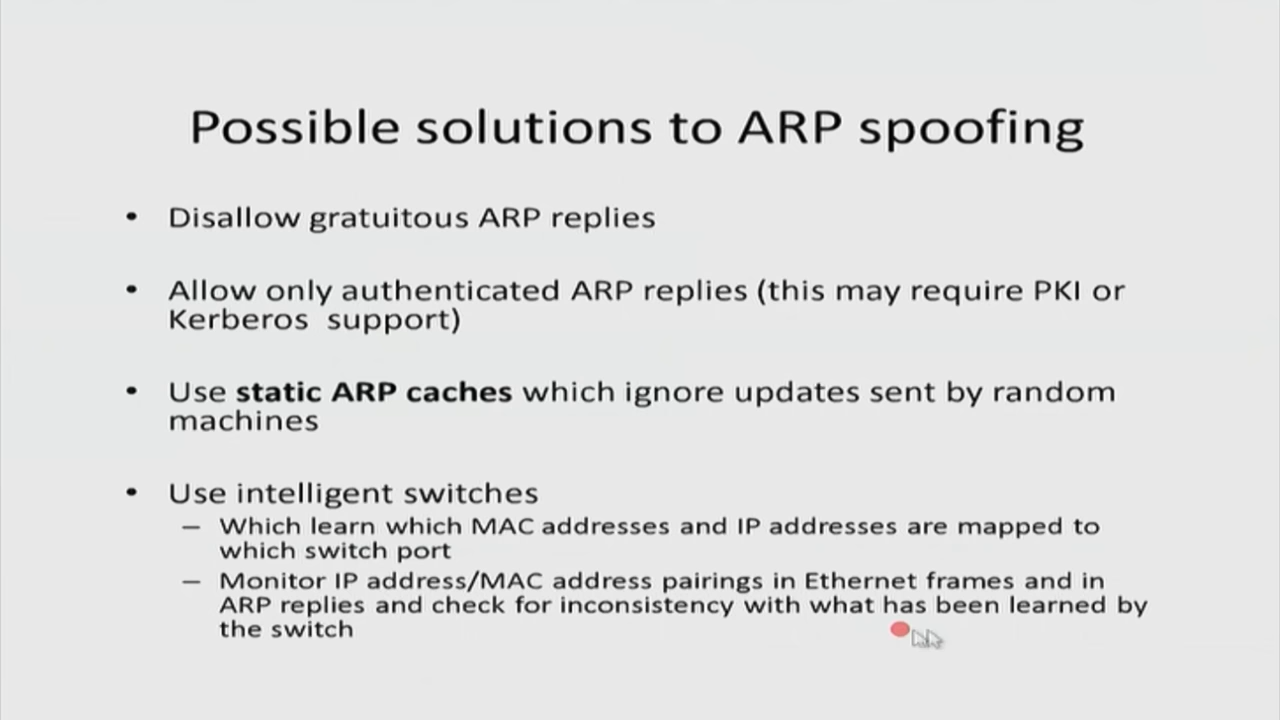 Possible solutions to ARP spoofing
• Disallow gratuitous ARP replies
• Allow only authenticated ARP replies (this may require PKI or
Kerberos support)
• Use static ARP caches which ignore updates sent by random
machines
• Use intelligent switches
– Which learn which MAC addresses and IP addresses are mapped to
which switch port
– Monitor IP address/MAC address pairings in Ethernet frames and in
ARP replies and check for inconsistency with what has been learned by
the switch